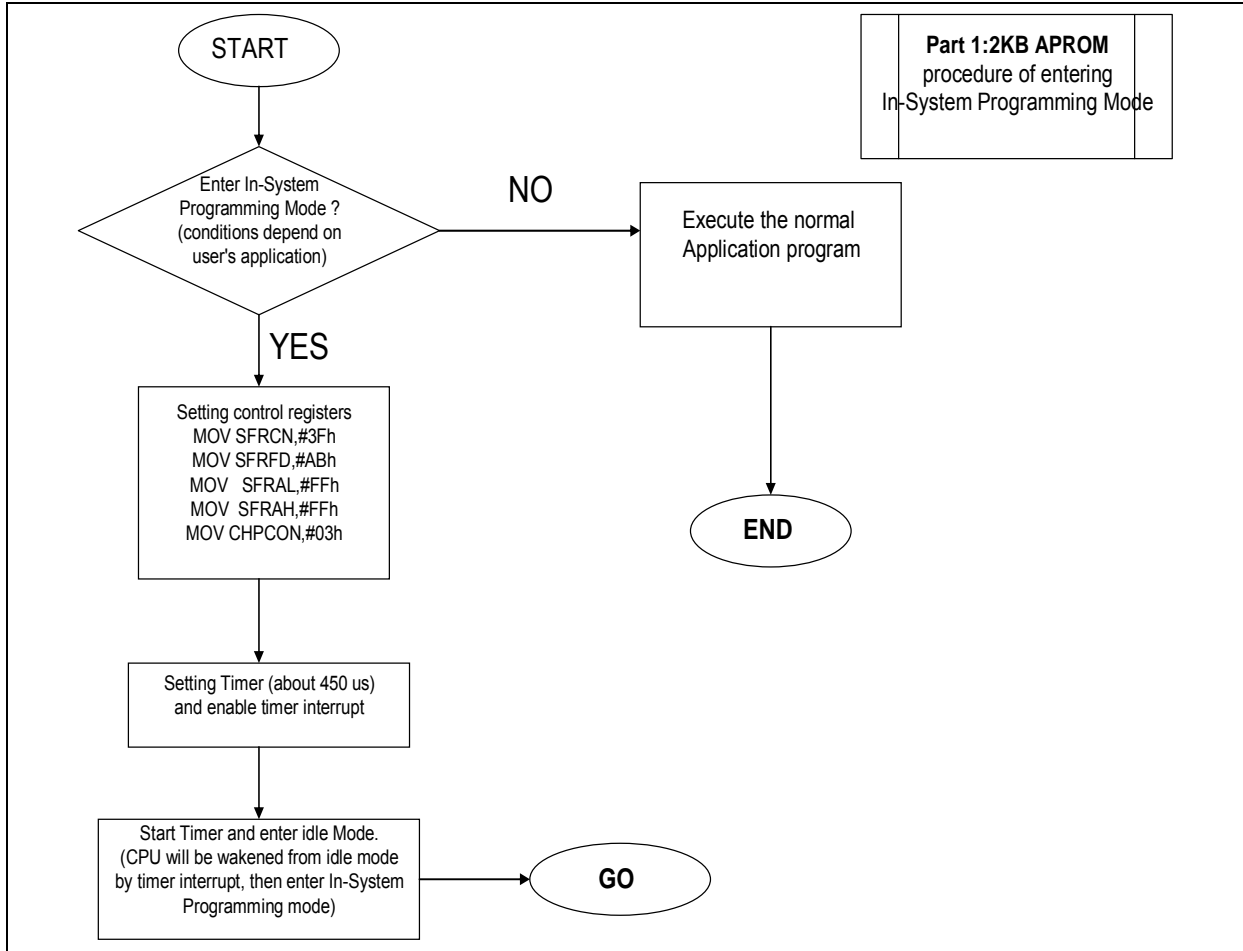 START
Part 1:2KB APROM
procedure of entering
In-System Programming Mode
Enter In-System
Programming Mode ?
(conditions depend on
user's application)
NO
Execute the normal
Application program
YES
Setting control registers
MOV SFRCN,#3Fh
MOV SFRFD,#ABh
MOV SFRAL,#FFh
MOV SFRAH,#FFh
MOV CHPCON,#03h
END
Setting Timer (about 450 us)
and enable timer interrupt
Start Timer and enter idle Mode.
(CPU will be wakened from idle mode
by timer interrupt, then enter In-System
Programming mode)
GO